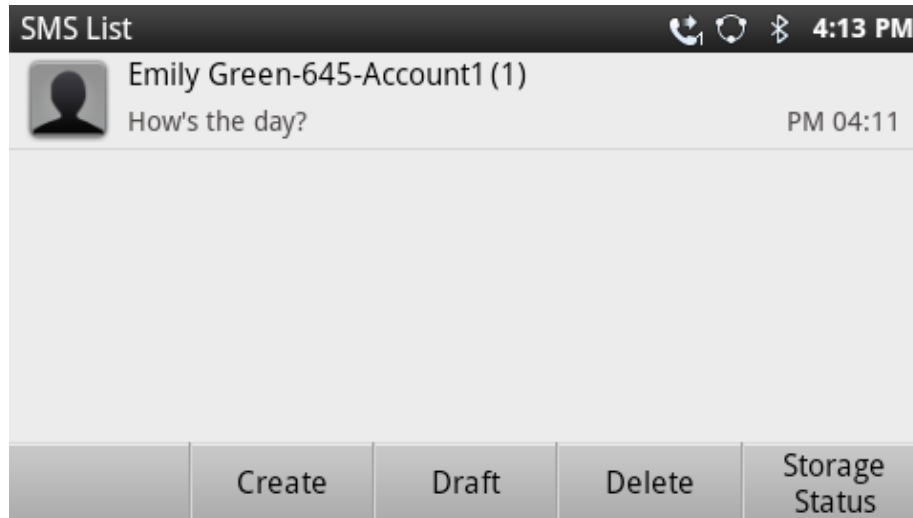 SMS List 1 4:13 PM
Emily Green-645-Account1(1)
How's the day? PM 04:11
Create Draft Delete Storage
Status